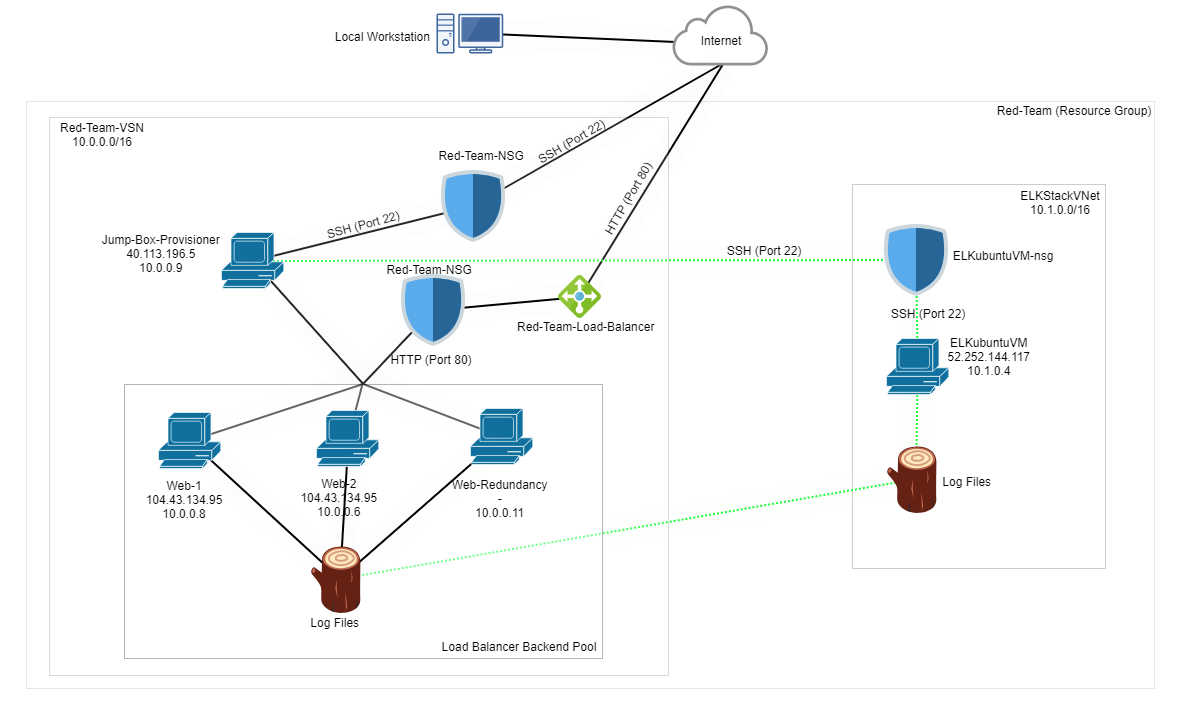 Local Workstation
Internet
Red-Team (Resource Group)
Red-Team-VSN
10.0.0.0/16
SSH (Port 22)
Red-Team-NSG
HTTP (Port 80)
ELKStackVNet
10.1.0.0/16
SSH (Port 22)
Jump-Box-Provisioner
40.113.196.5
10.0.0.9
SSH (Port 22)
ELKubuntuVM-nsg
Red-Team-NSG
Red-Team-Load-Balancer
SSH (Port 22)
HTTP (Port 80)
ELKubuntuVM
52.252.144.117
10.1.0.4
Web-1
104.43.134.95
10.0.0.8
Web-2
104.43.134.95
10.0.0.6
Web-Redundancy
-
10.0.0.11
Log Files
Log Files
Load Balancer Backend Pool